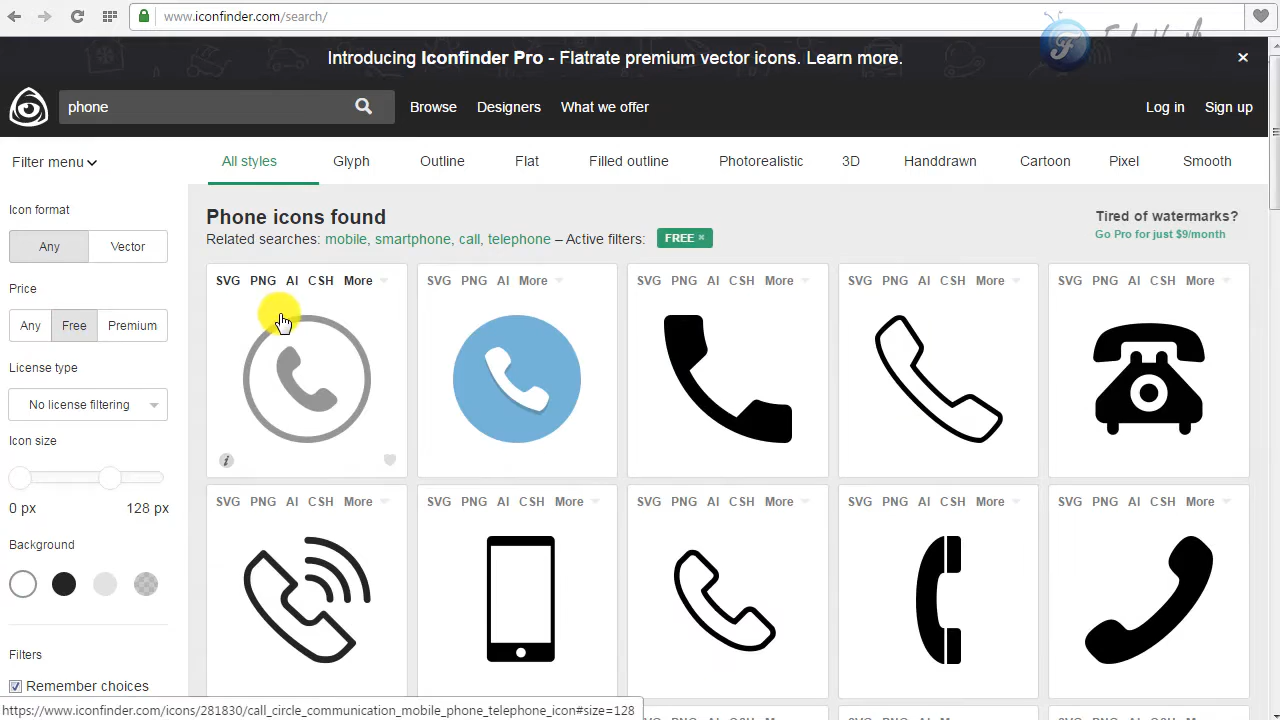 www.iconfinder.com/search/
Introducing Iconfinder Pro - Flatrate premium vector icons. Learn more.
phone
Browse
Designers
What we offer
Log in
Sign up
Filter menu
All styles
Glyph
Outline
Flat
Filled outline
Photorealistic
3D
Handdrawn
Cartoon
Pixel
Smooth
Icon format
Any
Vector
Price
Any
Free
Premium
License type
No license filtering
Icon size
0 px
128 px
Background
Filters
Remember choices
Phone icons found
Related searches: mobile, smartphone, call, telephone – Active filters: FREE ×
Tired of watermarks?
Go Pro for just $9/month
SVG PNG AI CSH More
SVG PNG AI More
SVG PNG AI CSH More
SVG PNG AI CSH More
SVG PNG AI CSH More
SVG PNG AI CSH More
SVG PNG AI CSH More
SVG PNG AI CSH More
SVG PNG AI CSH More
SVG PNG AI CSH More
https://www.iconfinder.com/icons/281830/call_circle_communication_mobile_phone_telephone_icon#size=128